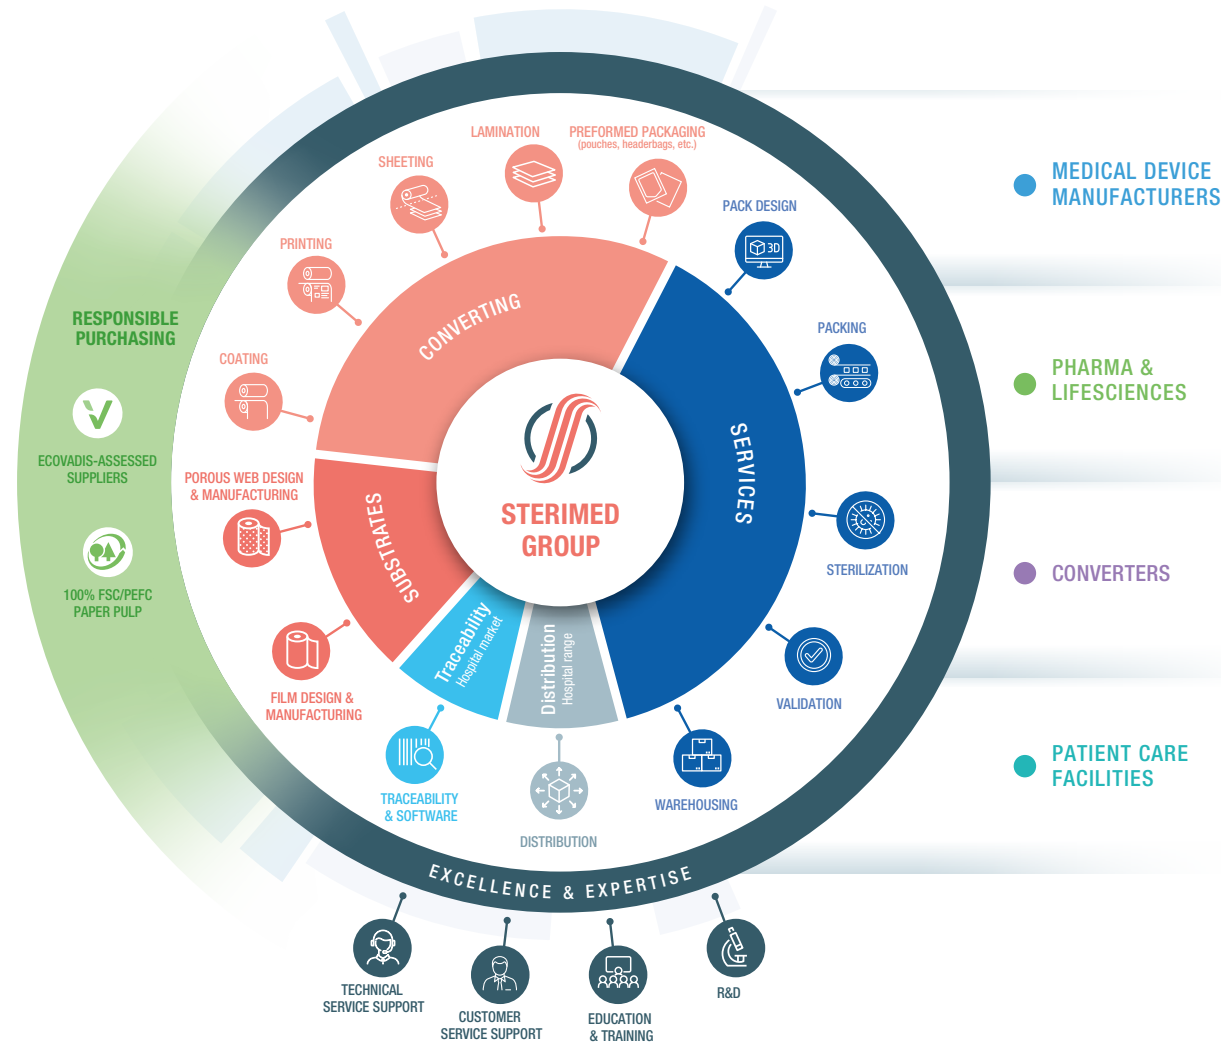 LAMINATION
PREFORMED PACKAGING
(pouches, headerbags, etc.)
SHEETING
PRINTING
COATING
POROUS WEB DESIGN
& MANUFACTURING
FILM DESIGN &
MANUFACTURING
TRACEABILITY
& SOFTWARE
DISTRIBUTION
WAREHOUSING
VALIDATION
STERILIZATION
PACKING
PACK DESIGN
3D
CONVERTING
SERVICES
SUBSTRATES
Traceability
Hospital market
Distribution
Hospital range
STERIMED
GROUP
RESPONSIBLE
PURCHASING
ECOVADIS-ASSESSED
SUPPLIERS
100% FSC/PEFC
PAPER PULP
EXCELLENCE & EXPERTISE
TECHNICAL
SERVICE SUPPORT
CUSTOMER
SERVICE SUPPORT
EDUCATION
& TRAINING
R&D
MEDICAL DEVICE
MANUFACTURERS
PHARMA &
LIFESCIENCES
CONVERTERS
PATIENT CARE
FACILITIES